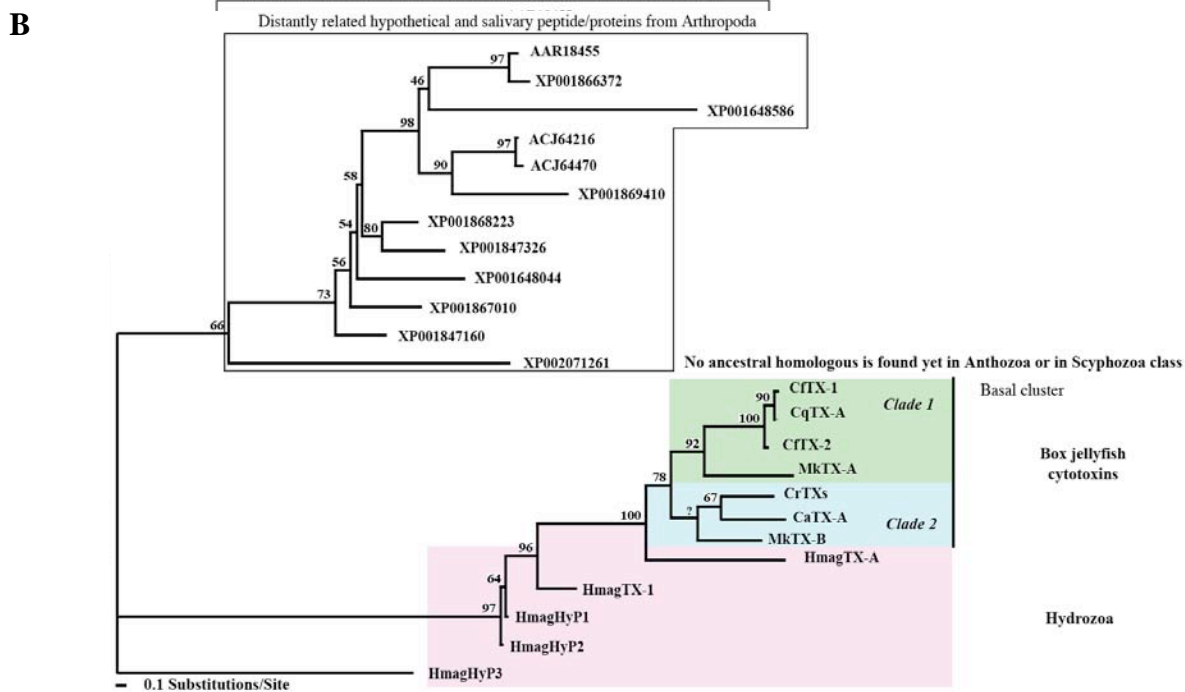 B
Distantly related hypothetical and salivary peptide/proteins from Arthropoda
97
AAR18455
XP001866372
46
XP001648586
98
97
ACJ64216
ACJ64470
90
XP001869410
58
XP001868223
80
XP001847326
54
XP001648044
56
XP001867010
73
XP001847160
66
XP002071261
No ancestral homologous is found yet in Anthozoa or in Scyphozoa class
CfTX-1
Basal cluster
90
CqTX-A
Clade 1
100
CfTX-2
92
Box jellyfish
cytotoxins
MkTX-A
78
CrTXs
67
?
CaTX-A
Clade 2
100
MkTX-B
96
HmagTX-A
64
HmagTX-1
97
HmagHyP1
Hydrozoa
HmagHyP2
HmagHyP3
0.1 Substitutions/Site